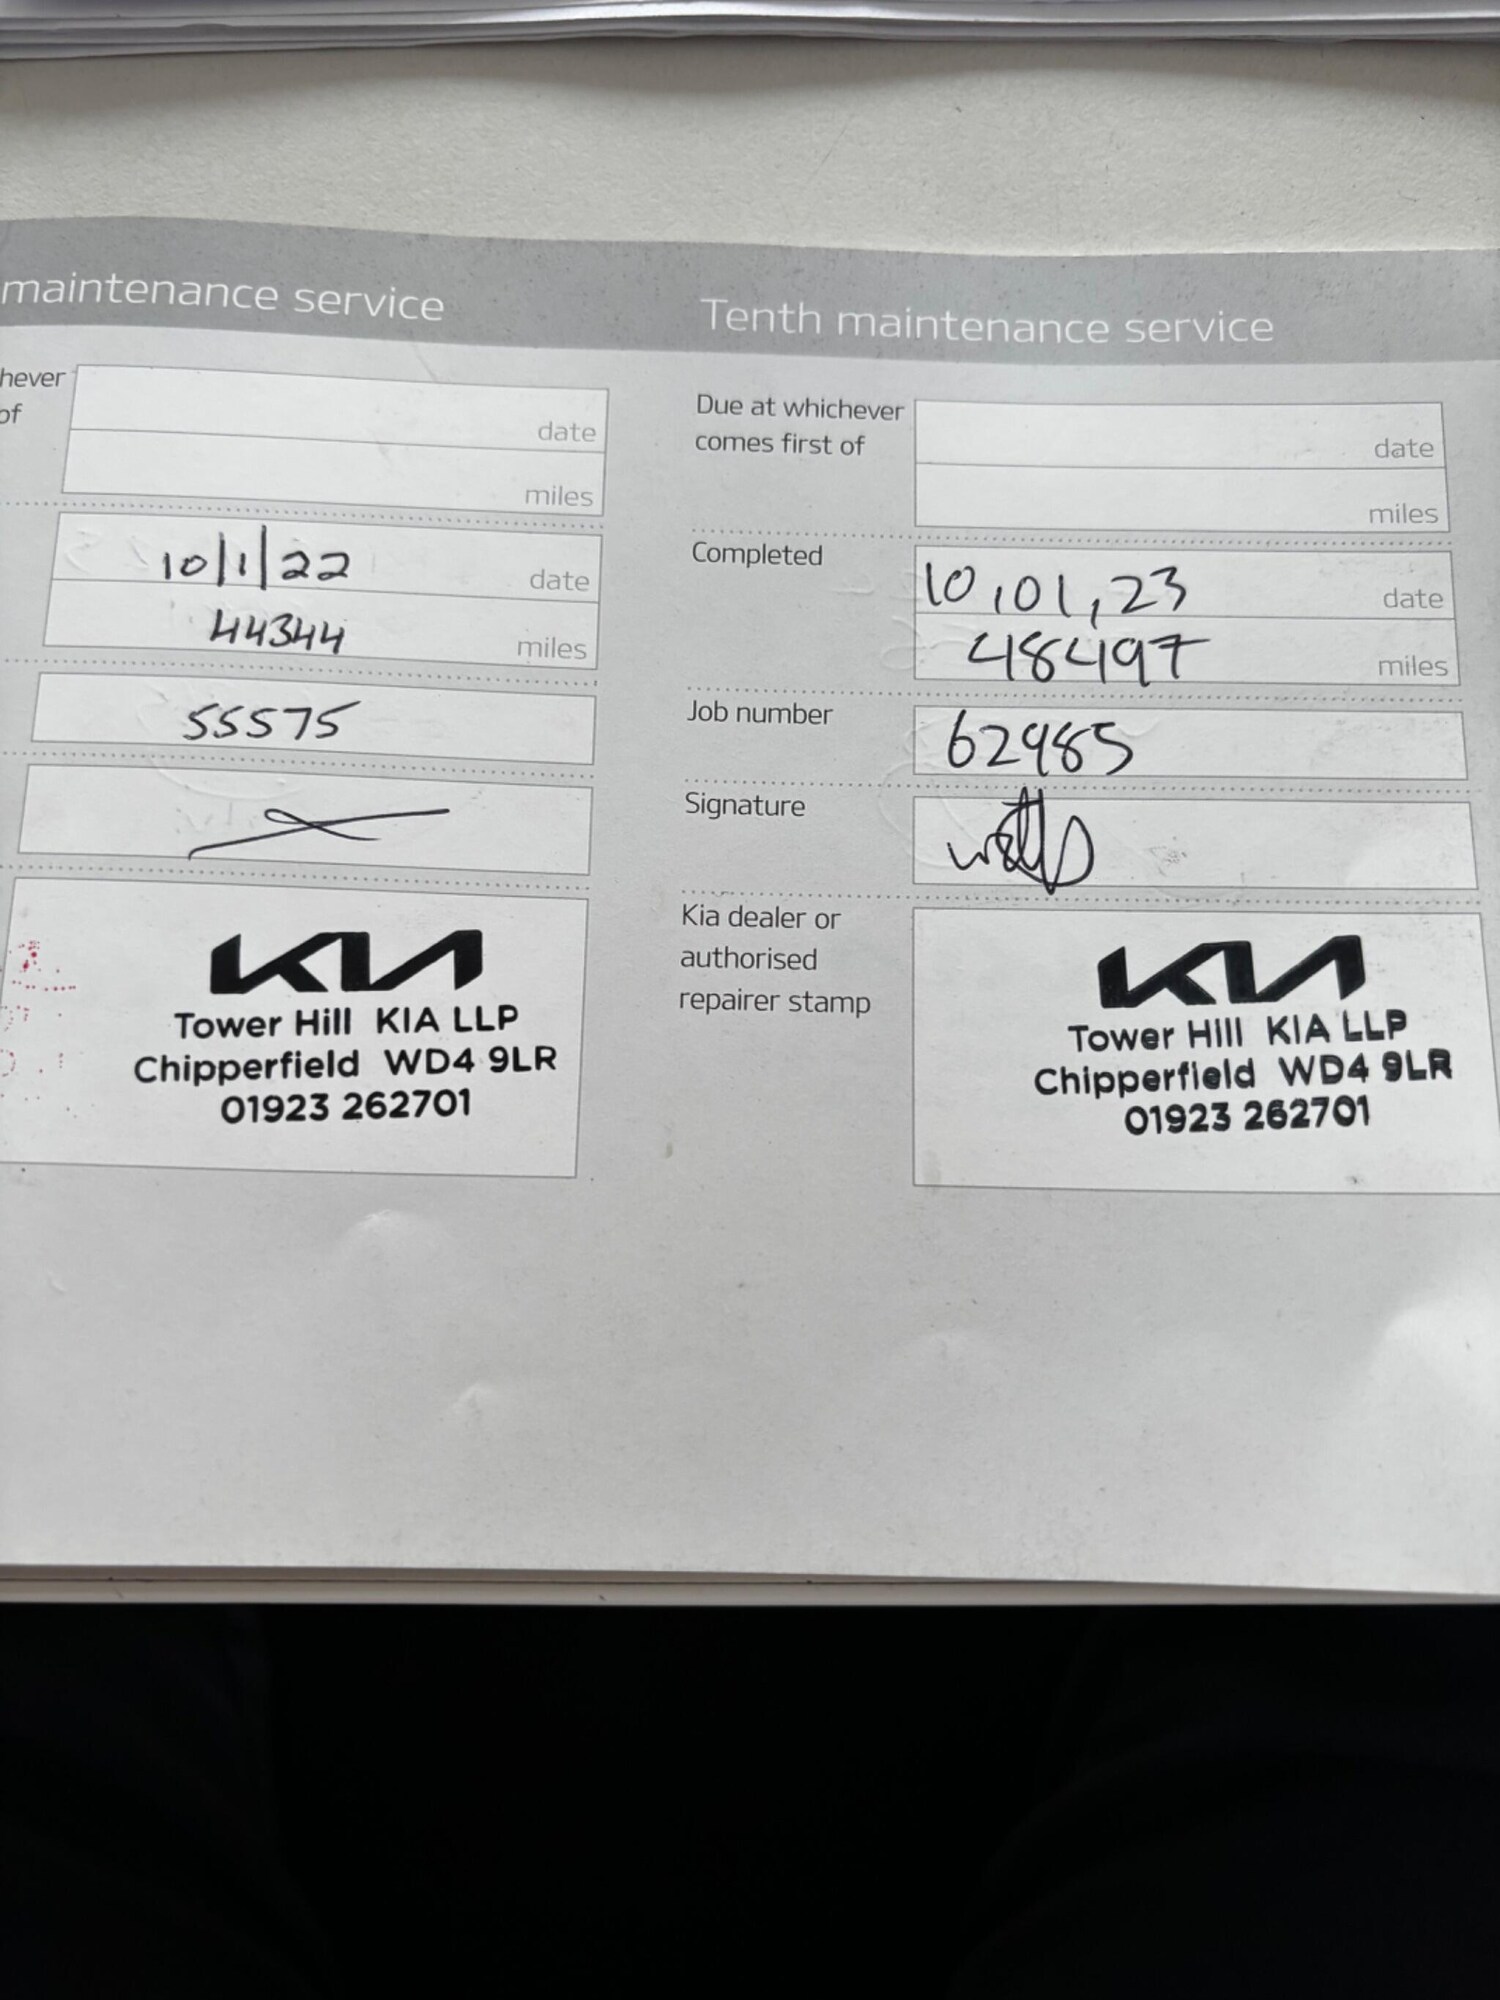 maintenance service
hever
of
date
miles
10/1/22 date
44344 miles
55575
KIA
Tower Hill KIA LLP
Chipperfield WD4 9LR
01923 262701
Tenth maintenance service
Due at whichever
comes first of
date
miles
Completed
10,01,23 date
48497 miles
Job number
62985
Signature
Kia dealer or
authorised
repairer stamp
KIA
Tower Hill KIA LLP
Chipperfield WD4 9LR
01923 262701